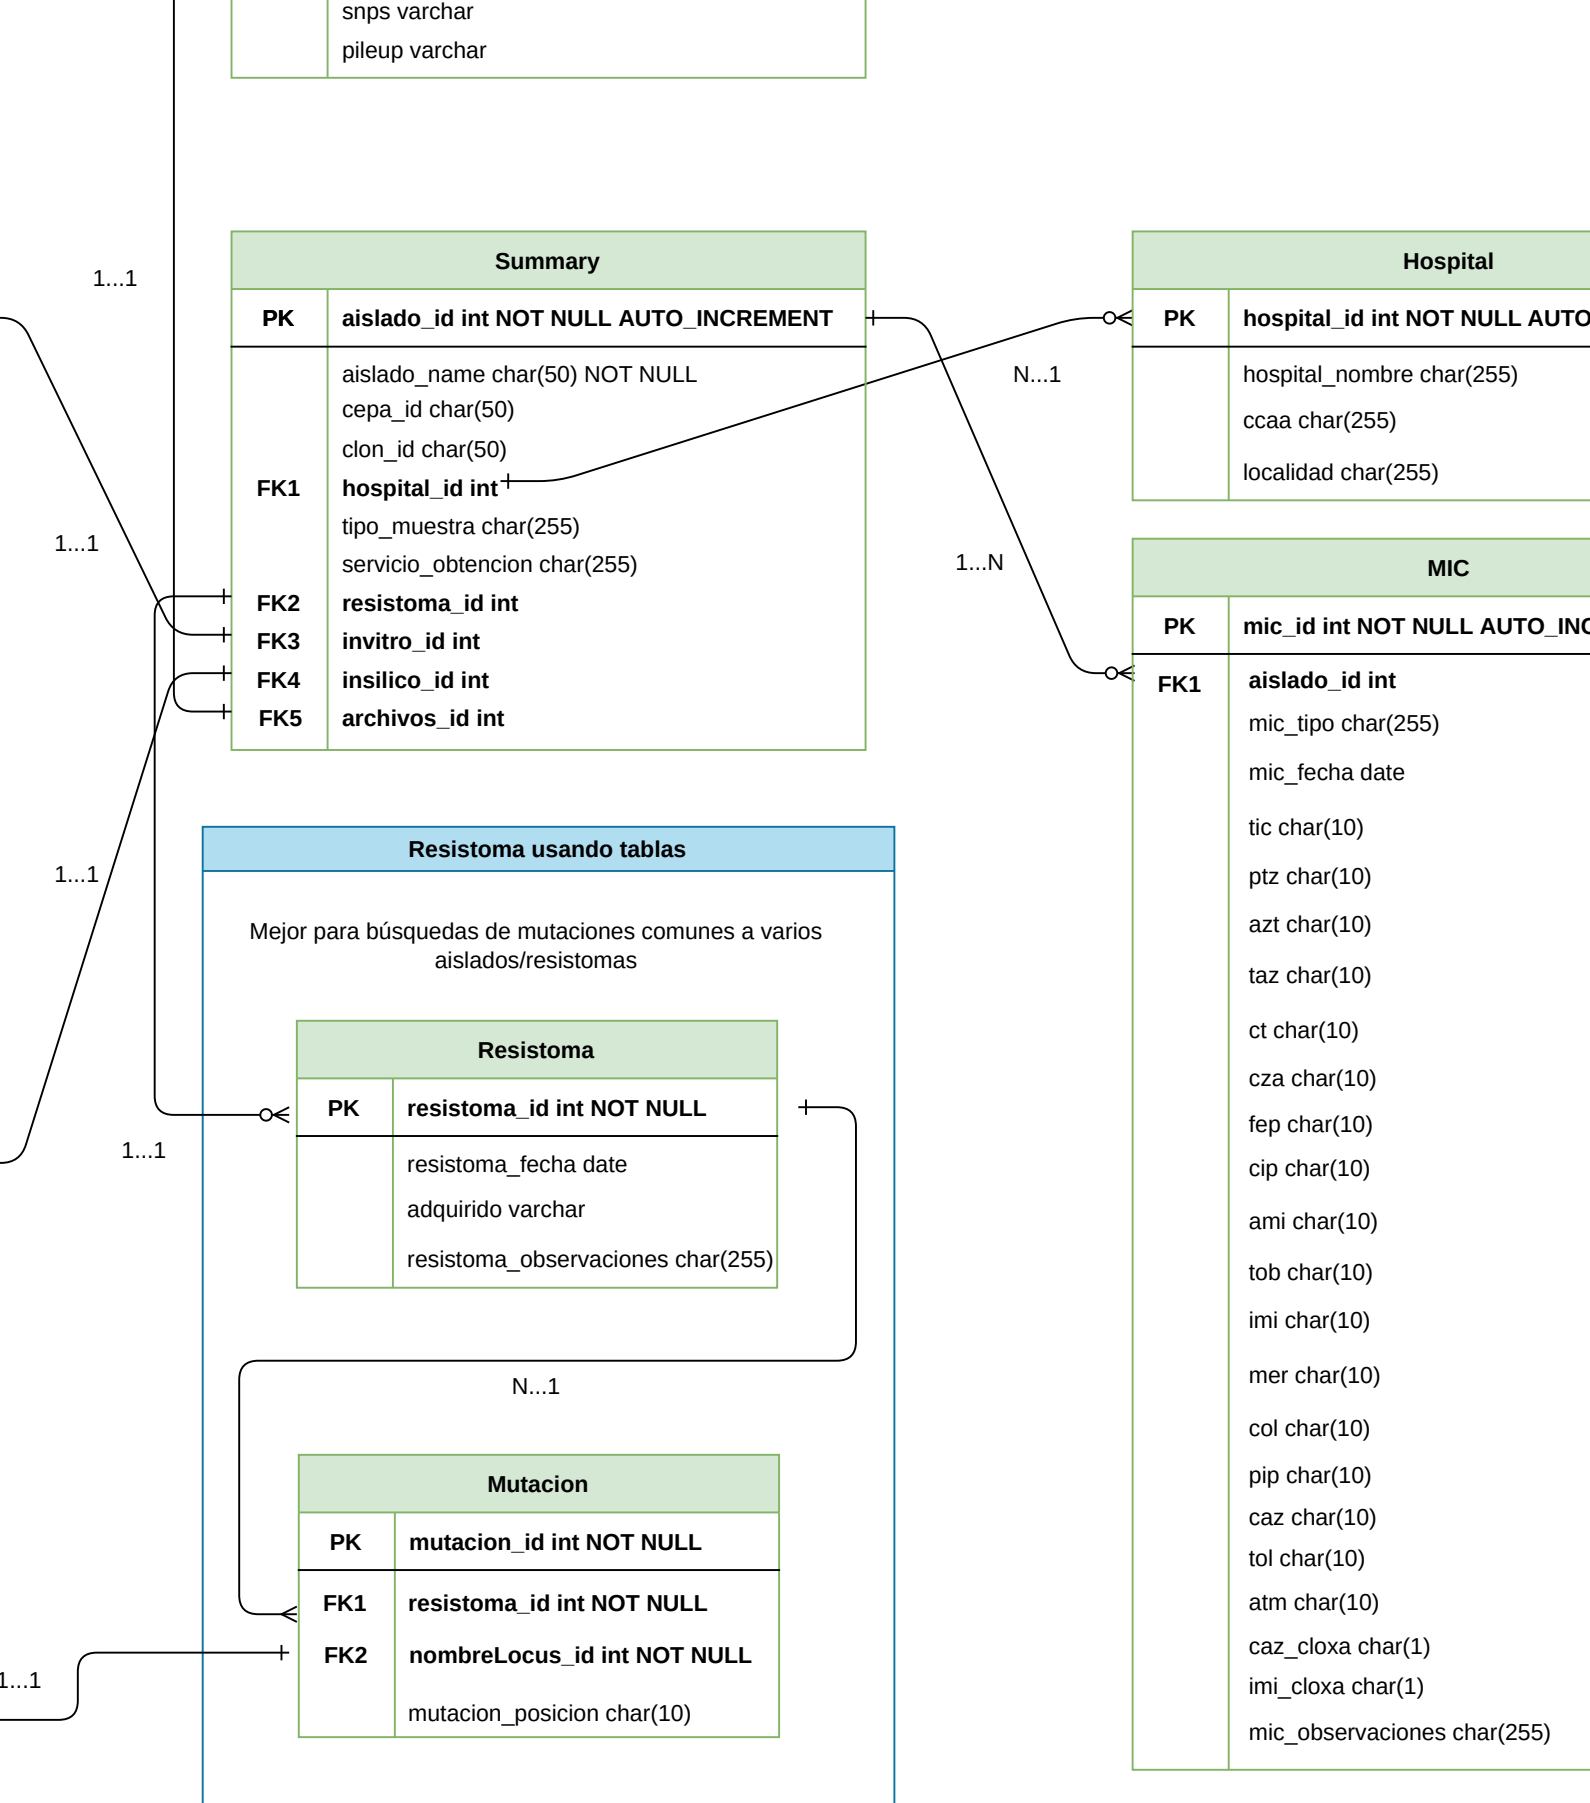 snps varchar
pileup varchar
1...1
Summary
PK aislado_id int NOT NULL AUTO_INCREMENT
aislado_name char(50) NOT NULL
cepa_id char(50)
clon_id char(50)
FK1 hospital_id int
tipo_muestra char(255)
servicio_obtencion char(255)
FK2 resistoma_id int
FK3 invitro_id int
FK4 insilico_id int
FK5 archivos_id int
1...1
N...1
1...N
Hospital
PK hospital_id int NOT NULL AUTO
hospital_nombre char(255)
ccaa char(255)
localidad char(255)
MIC
PK mic_id int NOT NULL AUTO_INC
FK1 aislado_id int
mic_tipo char(255)
mic_fecha date
tic char(10)
ptz char(10)
azt char(10)
taz char(10)
ct char(10)
cza char(10)
fep char(10)
cip char(10)
ami char(10)
tob char(10)
imi char(10)
mer char(10)
col char(10)
pip char(10)
caz char(10)
tol char(10)
atm char(10)
caz_cloxa char(1)
imi_cloxa char(1)
mic_observaciones char(255)
1...1
Resistoma usando tablas
Mejor para búsquedas de mutaciones comunes a varios
aislados/resistomas
Resistoma
PK resistoma_id int NOT NULL
resistoma_fecha date
adquirido varchar
resistoma_observaciones char(255)
1...1
N...1
Mutacion
PK mutacion_id int NOT NULL
FK1 resistoma_id int NOT NULL
FK2 nombreLocus_id int NOT NULL
mutacion_posicion char(10)
1...1